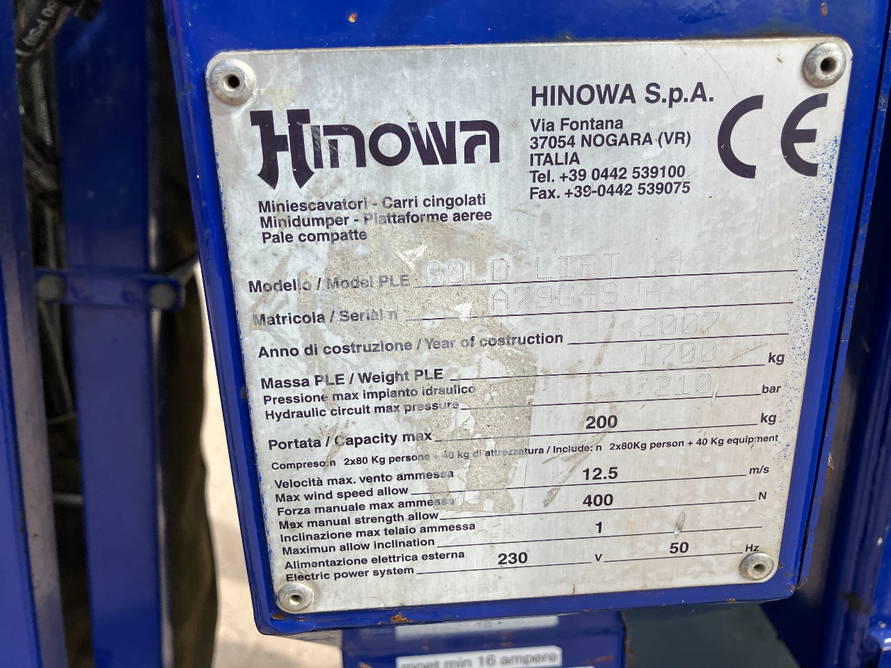 Hinowa
HINOWA S.p.A.
Via Fontana
37054 NOGARA (VR)
ITALIA
Tel. +39 0442 539100
Fax. +39-0442 539075
CE
Miniescavatori - Carri cingolati
Minidumper - Piattaforme aeree
Pale compatte
Modello / Model PLE GOLD LIFT 14
Matricola / Serial n
Anno di costruzione / Year of costruction 2007
Massa PLE / Weight PLE 1700 kg
Pressione max impianto idraulico
Hydraulic circuit max pressure 210 bar
Portata / Capacity max 200 kg
Compreso: n 2x80 Kg persone + 40 kg di attrezzatura / Include: n 2x80Kg person + 40 Kg equipment
Velocità max. vento ammessa
Max wind speed allow 12.5 m/s
Forza manuale max ammessa
Max manual strength allow 400 N
Inclinazione max telaio ammessa
Maximun allow inclination 1
Alimentazione elettrica esterna
Electric power system 230 V 50 Hz
moet min 16 ampere